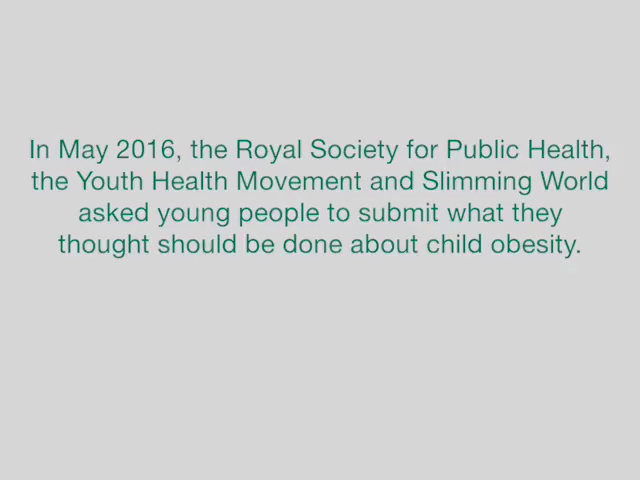 In May 2016, the Royal Society for Public Health,
the Youth Health Movement and Slimming World
asked young people to submit what they
thought should be done about child obesity.